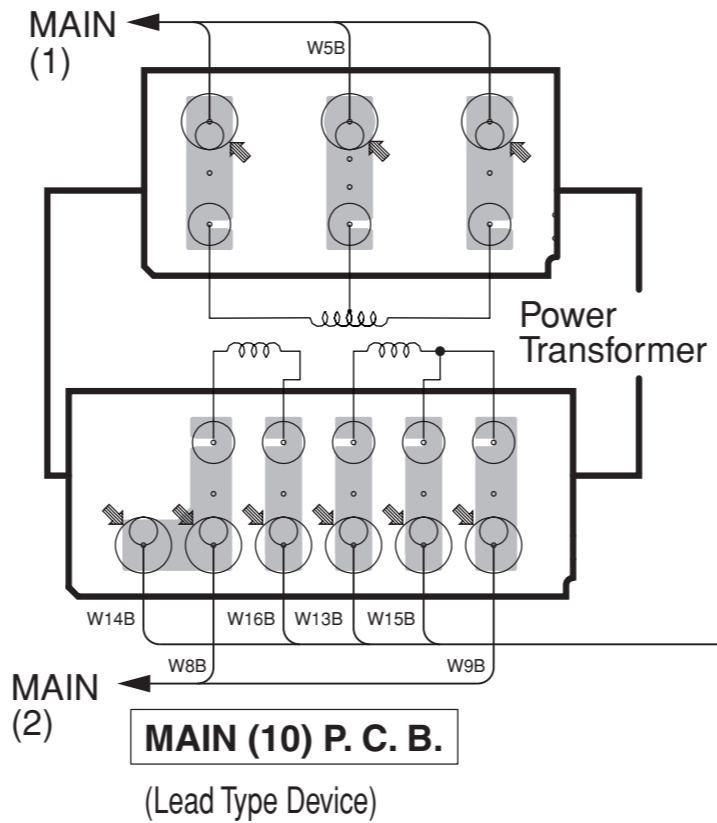 MAIN
(1)
W5B
Power
Transformer
W14B
W16B
W13B
W15B
W8B
W9B
MAIN
(2)
MAIN (10) P. C. B.
(Lead Type Device)